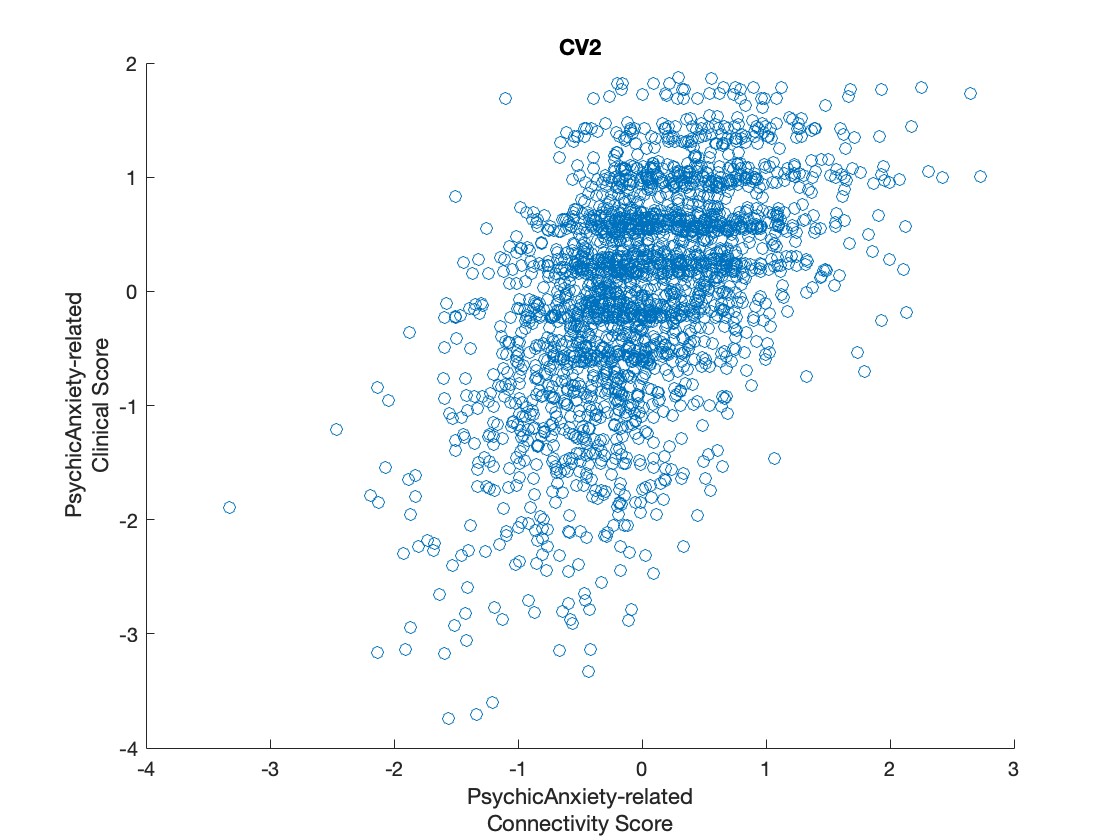 CV2
2
1
0
-1
-2
-3
-4
PsychicAnxiety-related
Clinical Score
-4 -3 -2 -1 0 1 2 3
PsychicAnxiety-related
Connectivity Score